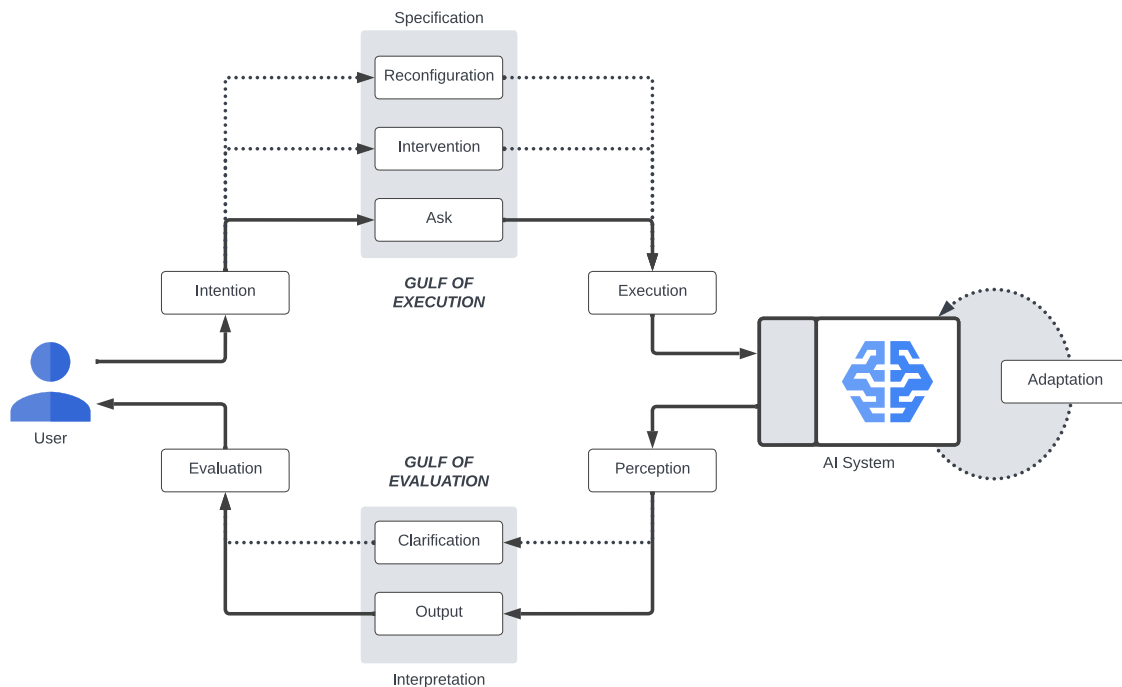 Specification
Reconfiguration
Intervention
Ask
Intention
GULF OF
EXECUTION
Execution
Adaptation
User
AI System
Evaluation
GULF OF
EVALUATION
Perception
Clarification
Output
Interpretation